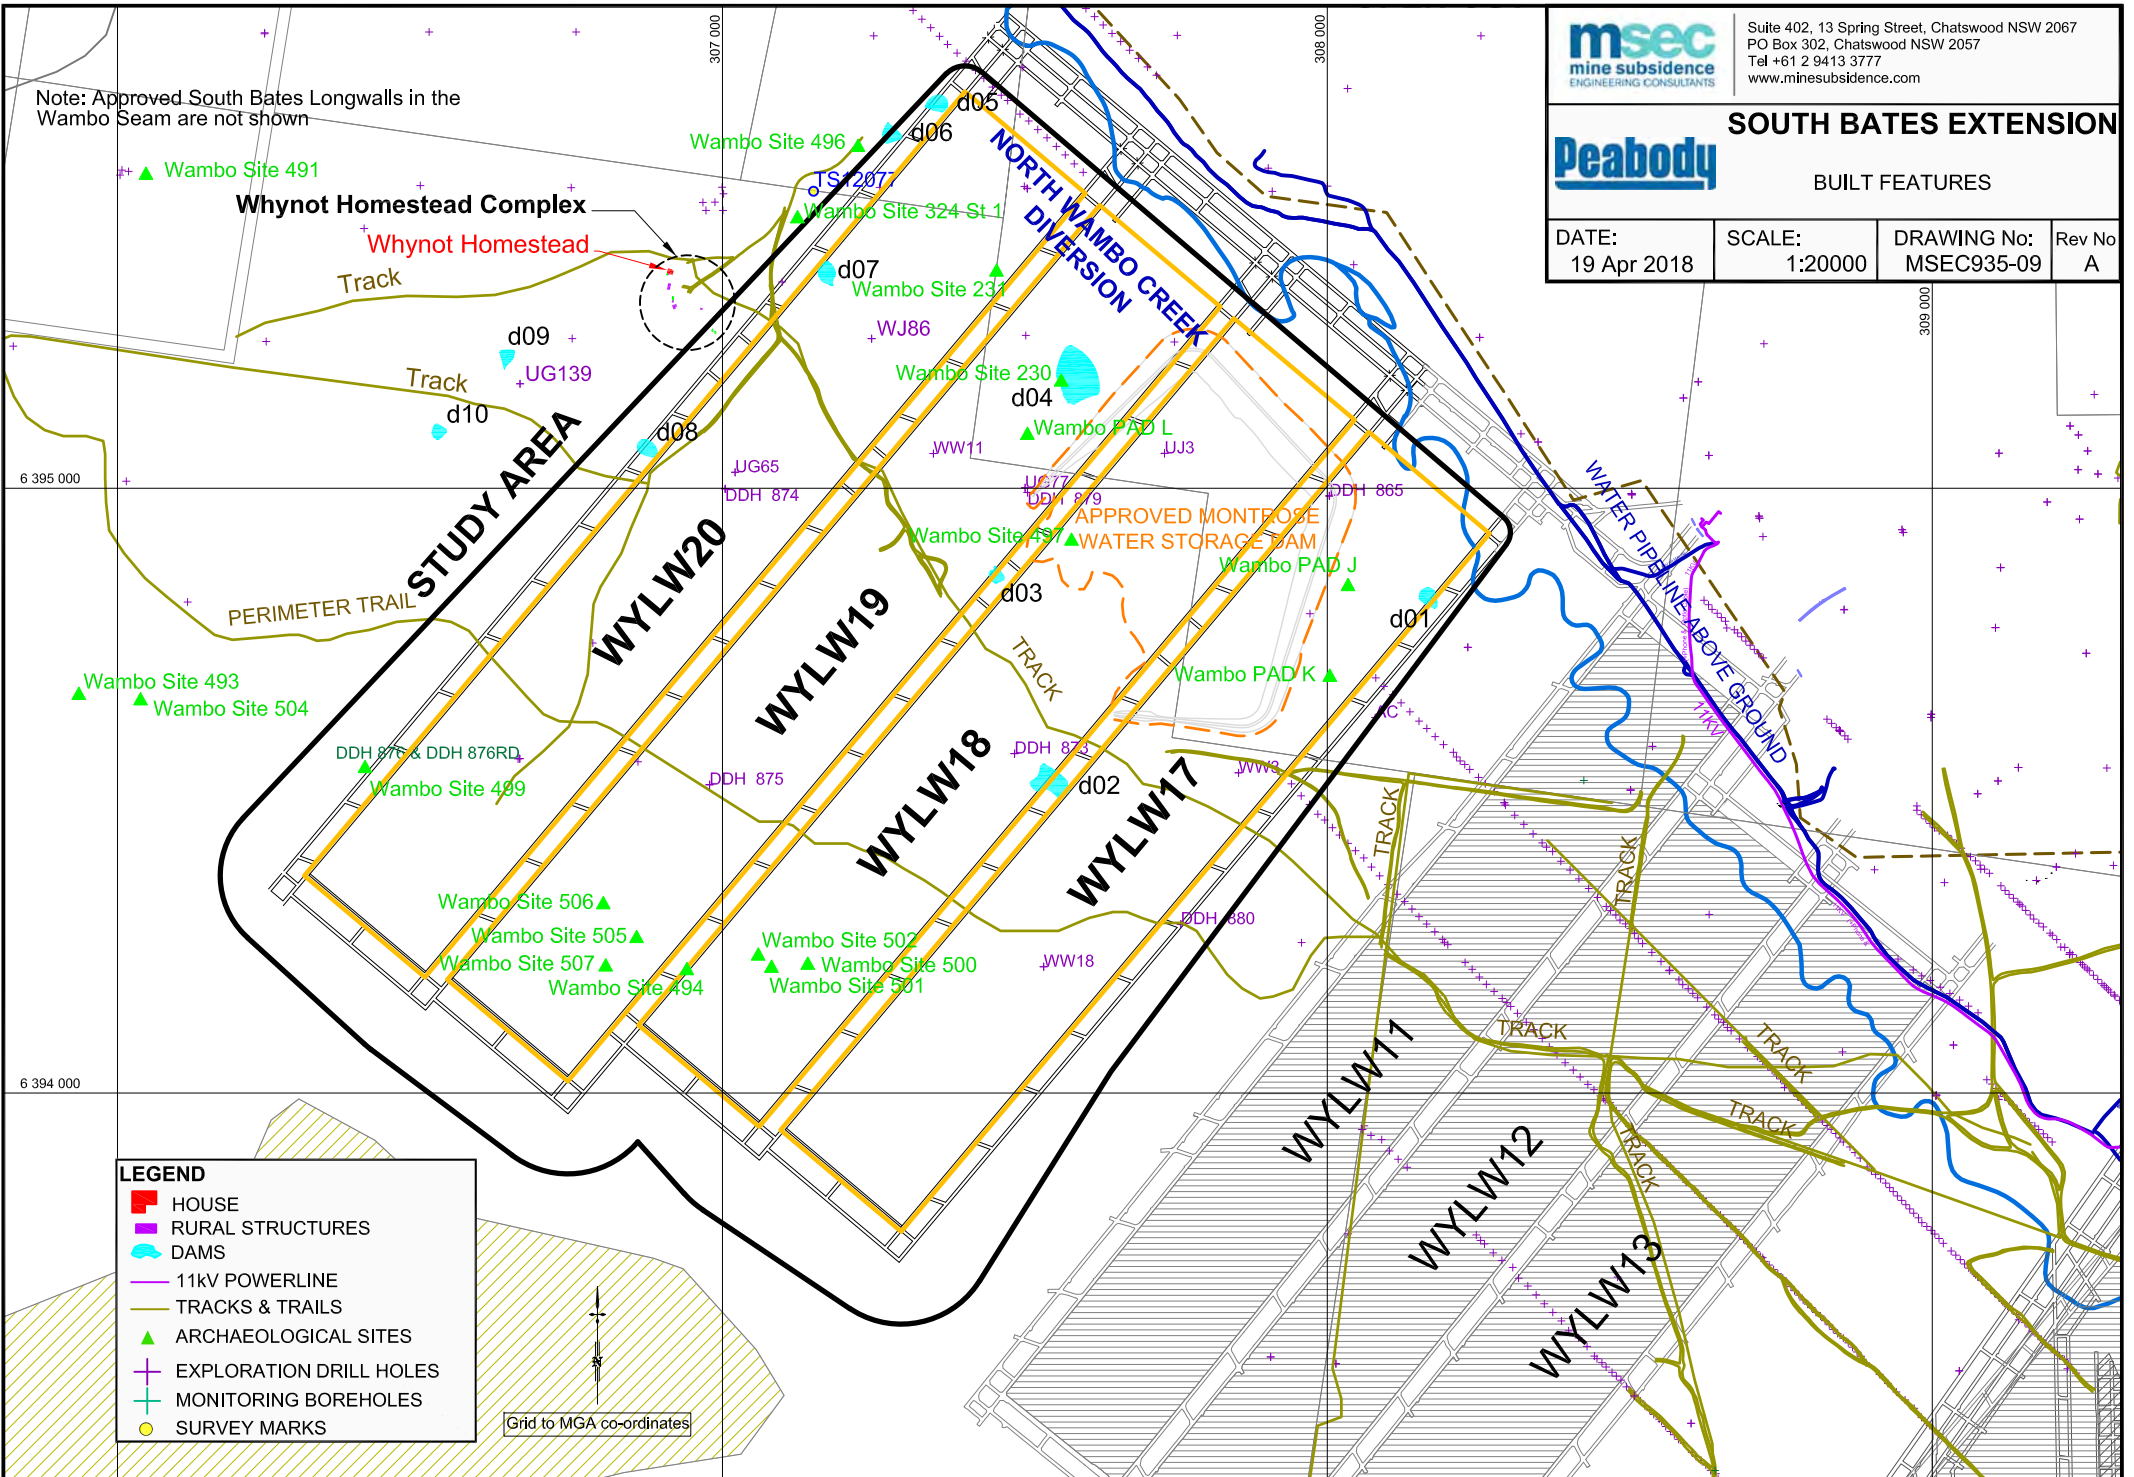 Note: Approved South Bates Longwalls in the
Wambo Seam are not shown
msec
mine subsidence
ENGINEERING CONSULTANTS
Suite 402, 13 Spring Street, Chatswood NSW 2067
PO Box 302, Chatswood NSW 2057
Tel +61 2 9413 3777
www.minesubsidence.com
Peabody
SOUTH BATES EXTENSION
BUILT FEATURES
DATE:
19 Apr 2018
SCALE:
1:20000
DRAWING No:
MSEC935-09
Rev No
A
307 000
308 000
309 000
6 395 000
6 394 000
Wambo Site 491
Whynot Homestead Complex
Whynot Homestead
Track
Track
d05
d06
Wambo Site 496
TS12077
Wambo Site 324 St 1
d07
Wambo Site 231
WJ86
NORTH WAMBO CREEK
DIVERSION
d09
UG139
d10
d08
Wambo Site 230
d04
Wambo PAD L
WW11
UJ3
UG65
DDH 874
UG77
DDH 879
DDH 865
APPROVED MONTROSE
WATER STORAGE DAM
Wambo Site 497
Wambo PAD J
d03
d01
STUDY AREA
PERIMETER TRAIL
WYLW20
WYLW19
WYLW18
WYLW17
TRACK
Wambo PAD K
AC
WATER PIPELINE ABOVE GROUND
11KV
Wambo Site 493
Wambo Site 504
DDH 876 & DDH 876RD
Wambo Site 499
DDH 875
DDH 873
d02
WW3
TRACK
TRACK
Wambo Site 506
Wambo Site 505
Wambo Site 507
Wambo Site 494
Wambo Site 502
Wambo Site 500
Wambo Site 501
DDH 880
WW18
TRACK
TRACK
TRACK
TRACK
WYLW11
WYLW12
WYLW13
LEGEND
HOUSE
RURAL STRUCTURES
DAMS
11kV POWERLINE
TRACKS & TRAILS
ARCHAEOLOGICAL SITES
EXPLORATION DRILL HOLES
MONITORING BOREHOLES
SURVEY MARKS
N
Grid to MGA co-ordinates